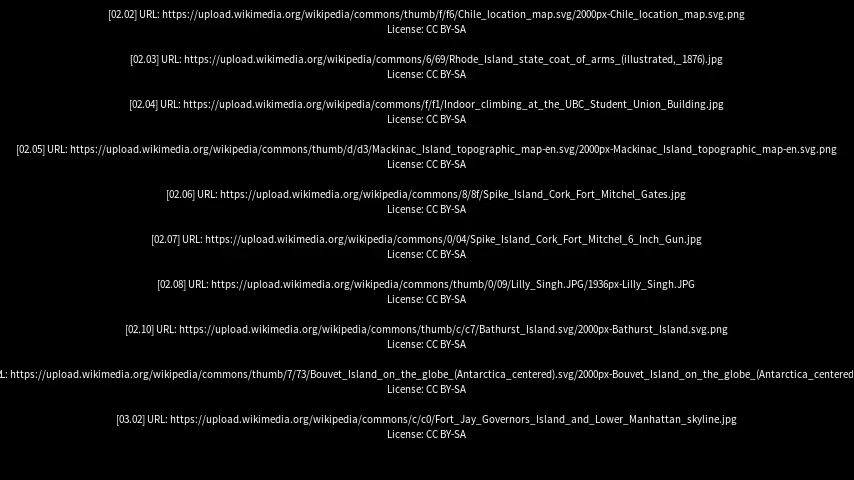 [02.02] URL: https://upload.wikimedia.org/wikipedia/commons/thumb/f/f6/Chile_location_map.svg/2000px-Chile_location_map.svg.png
License: CC BY-SA
[02.03] URL: https://upload.wikimedia.org/wikipedia/commons/6/69/Rhode_Island_state_coat_of_arms_(illustrated,_1876).jpg
License: CC BY-SA
[02.04] URL: https://upload.wikimedia.org/wikipedia/commons/f/f1/Indoor_climbing_at_the_UBC_Student_Union_Building.jpg
License: CC BY-SA
[02.05] URL: https://upload.wikimedia.org/wikipedia/commons/thumb/d/d3/Mackinac_Island_topographic_map-en.svg/2000px-Mackinac_Island_topographic_map-en.svg.png
License: CC BY-SA
[02.06] URL: https://upload.wikimedia.org/wikipedia/commons/8/8f/Spike_Island_Cork_Fort_Mitchel_Gates.jpg
License: CC BY-SA
[02.07] URL: https://upload.wikimedia.org/wikipedia/commons/0/04/Spike_Island_Cork_Fort_Mitchel_6_Inch_Gun.jpg
License: CC BY-SA
[02.08] URL: https://upload.wikimedia.org/wikipedia/commons/thumb/0/09/Lilly_Singh.JPG/1936px-Lilly_Singh.JPG
License: CC BY-SA
[02.10] URL: https://upload.wikimedia.org/wikipedia/commons/thumb/c/c7/Bathurst_Island.svg/2000px-Bathurst_Island.svg.png
License: CC BY-SA
L: https://upload.wikimedia.org/wikipedia/commons/thumb/7/73/Bouvet_Island_on_the_globe_(Antarctica_centered).svg/2000px-Bouvet_Island_on_the_globe_(Antarctica_centered
License: CC BY-SA
[03.02] URL: https://upload.wikimedia.org/wikipedia/commons/c/c0/Fort_Jay_Governors_Island_and_Lower_Manhattan_skyline.jpg
License: CC BY-SA